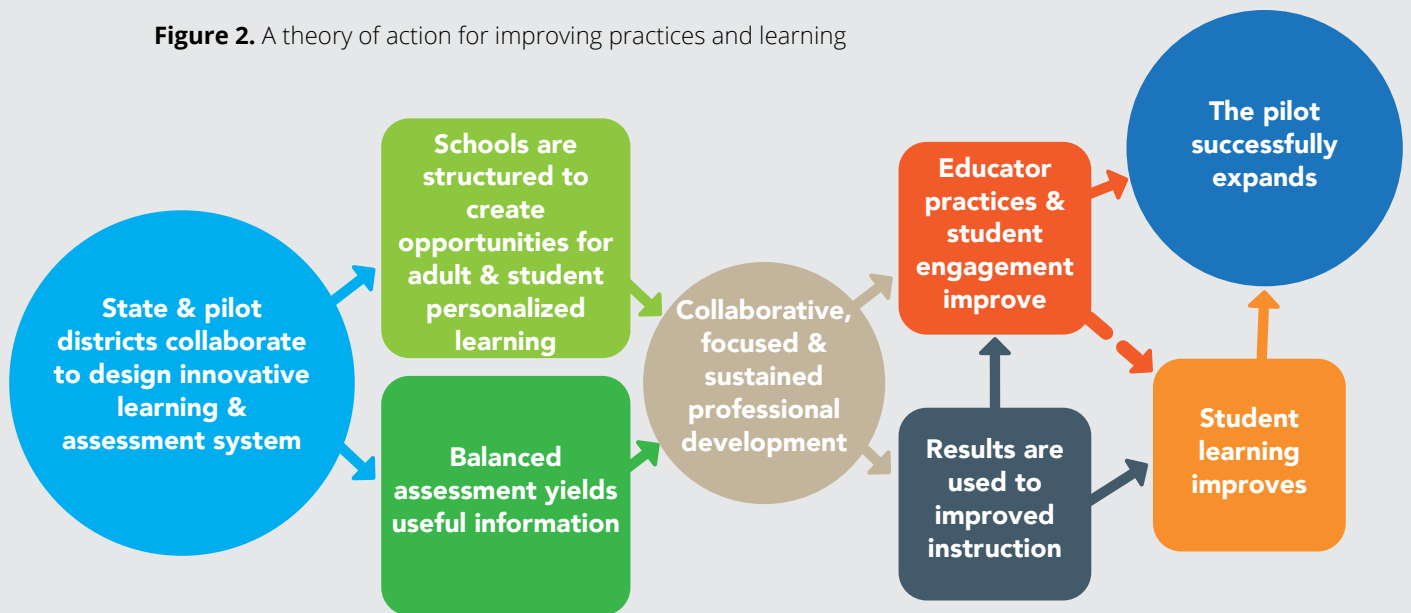 Figure 2. A theory of action for improving practices and learning
State & pilot
districts collaborate
to design innovative
learning &
assessment system
Schools are
structured to
create
opportunities for
adult & student
personalized
learning
Balanced
assessment yields
useful information
Collaborative,
focused &
sustained
professional
development
Educator
practices &
student
engagement
improve
Results are
used to
improved
instruction
Student
learning
improves
The pilot
successfully
expands